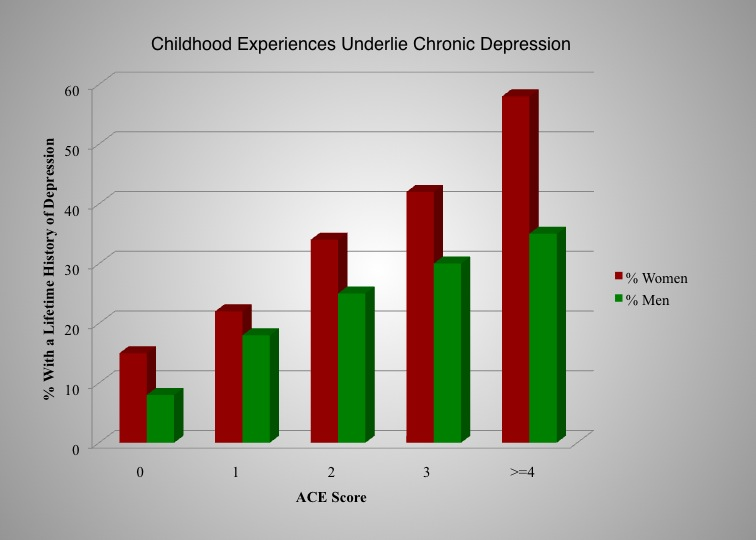 Childhood Experiences Underlie Chronic Depression
60
50
40
30
20
10
0
% With a Lifetime History of Depression
0 1 2 3 >=4
ACE Score
% Women
% Men